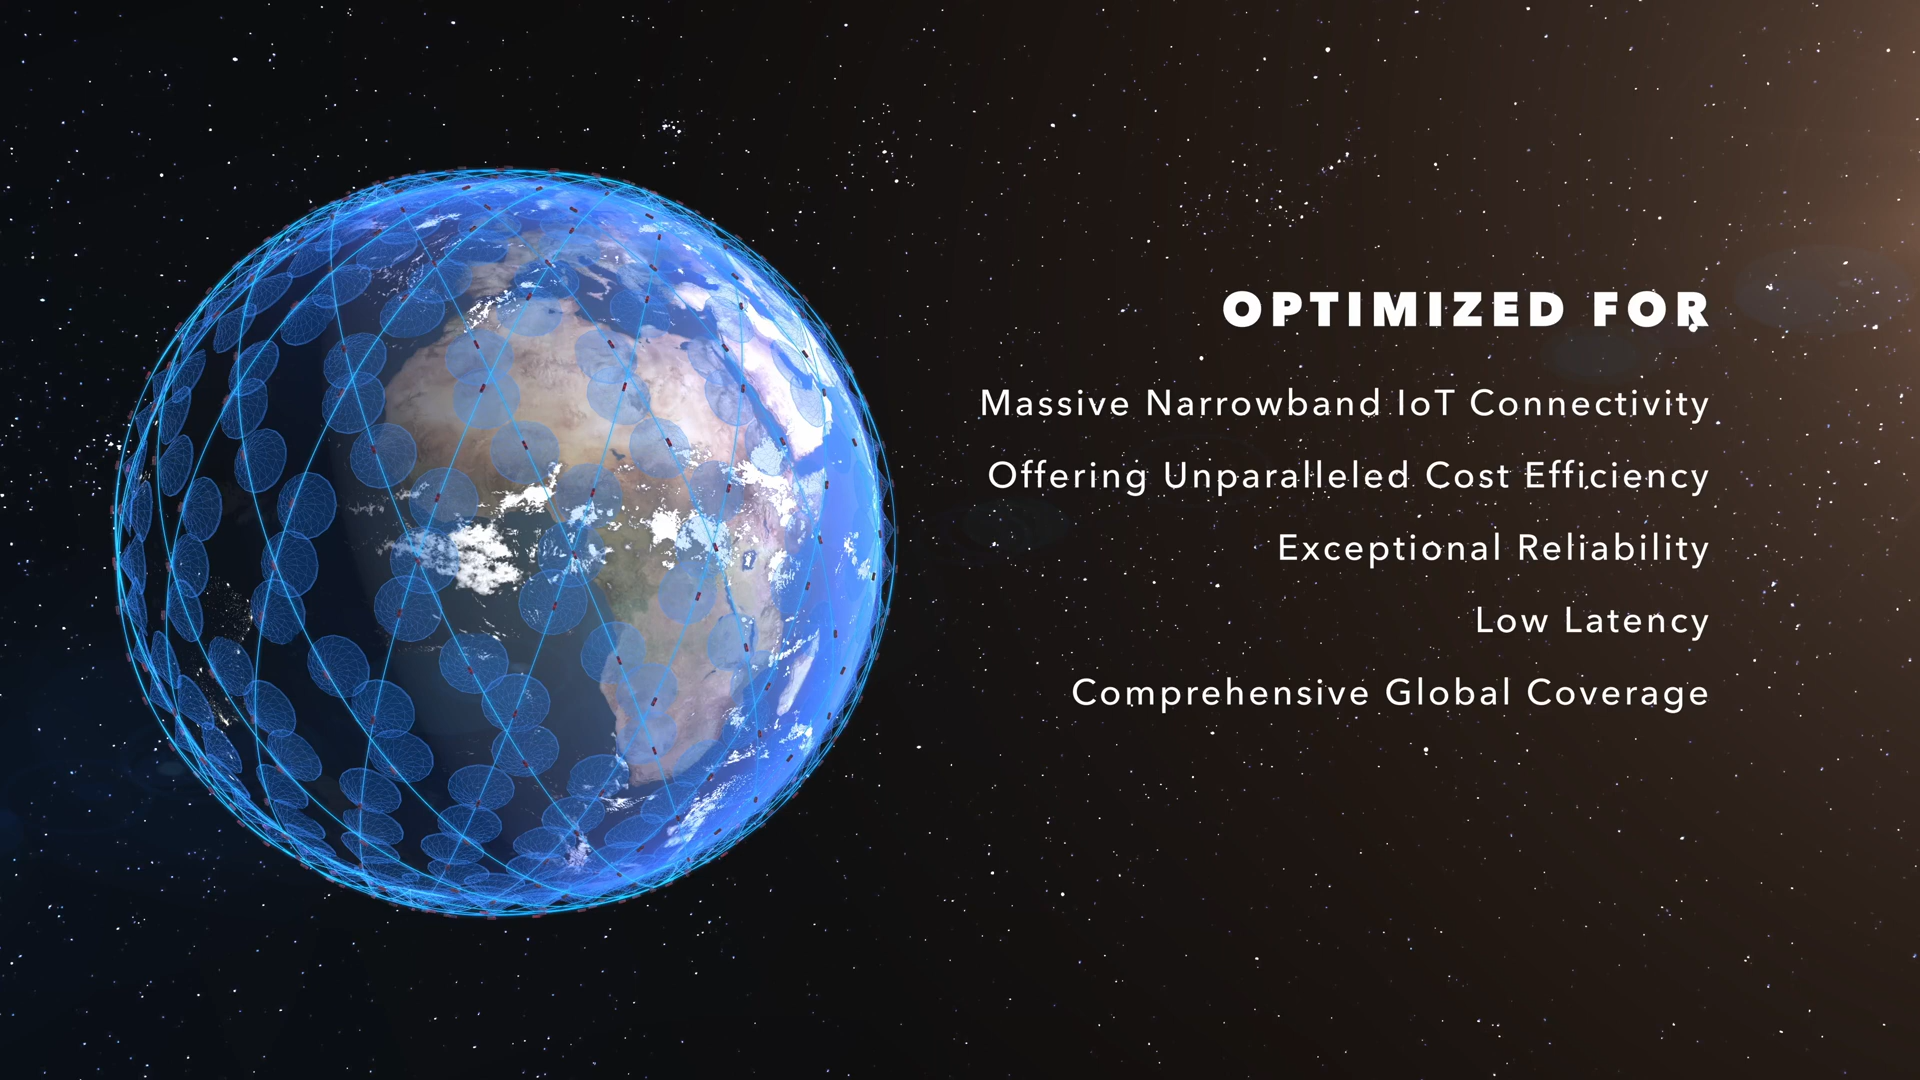 OPTIMIZED FOR
Massive Narrowband IoT Connectivity
Offering Unparalleled Cost Efficiency
Exceptional Reliability
Low Latency
Comprehensive Global Coverage